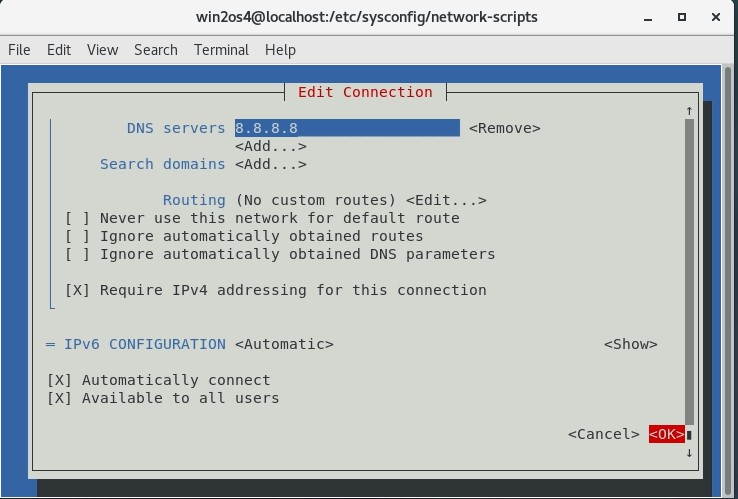 win2os4@localhost:/etc/sysconfig/network-scripts
File Edit View Search Terminal Help
Edit Connection
DNS servers 8.8.8.8 <Remove>
<Add...>
Search domains <Add...>
Routing (No custom routes) <Edit...>
[ ] Never use this network for default route
[ ] Ignore automatically obtained routes
[ ] Ignore automatically obtained DNS parameters
[X] Require IPv4 addressing for this connection
= IPv6 CONFIGURATION <Automatic> <Show>
[X] Automatically connect
[X] Available to all users
<Cancel> <OK>